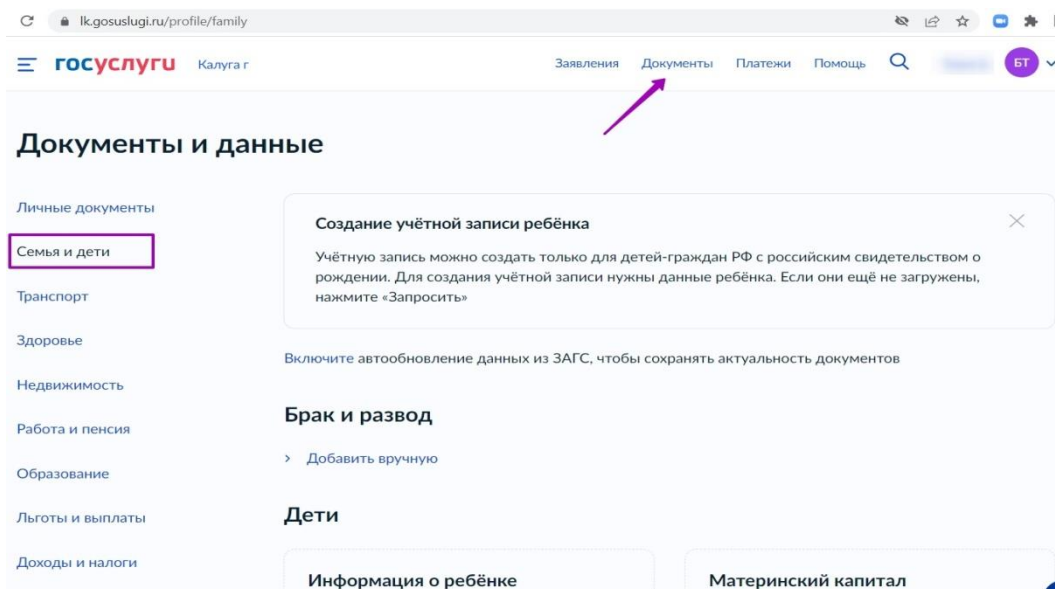 lk.gosuslugi.ru/profile/family
госуслуги Калуга г Заявления Документы Платежи Помощь БТ
Документы и данные
Личные документы
Семья и дети
Транспорт
Здоровье
Недвижимость
Работа и пенсия
Образование
Льготы и выплаты
Доходы и налоги
Создание учётной записи ребёнка
Учётную запись можно создать только для детей-граждан РФ с российским свидетельством о
рождении. Для создания учётной записи нужны данные ребёнка. Если они ещё не загружены,
нажмите «Запросить»
Включите автообновление данных из ЗАГС, чтобы сохранять актуальность документов
Брак и развод
Добавить вручную
Дети
Информация о ребёнке
Материнский капитал